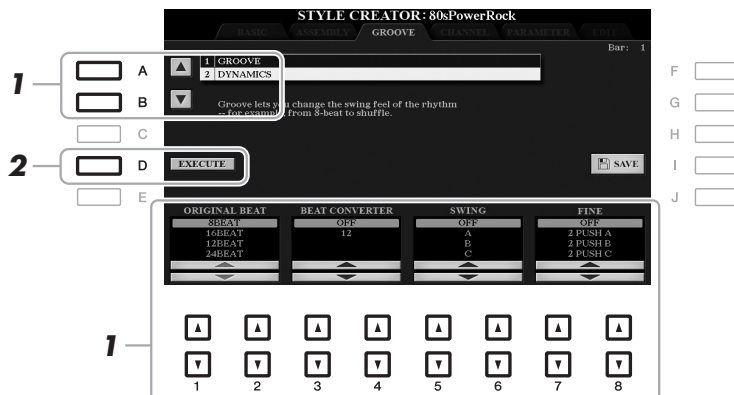 STYLE CREATOR: 80sPowerRock
BASIC ASSEMBLY GROOVE CHANNEL PARAMETER EDIT
Bar: 1
1 GROOVE
2 DYNAMICS
Groove lets you change the swing feel of the rhythm
-- for example, from 8-beat to shuffle.
1
A
B
C
2
D
E
F
G
H
I
J
EXECUTE
SAVE
ORIGINAL BEAT
8BEAT
16BEAT
12BEAT
24BEAT
BEAT CONVERTER
OFF
12
SWING
OFF
A
B
C
FINE
OFF
2 PUSH A
2 PUSH B
2 PUSH C
1
1 2 3 4 5 6 7 8